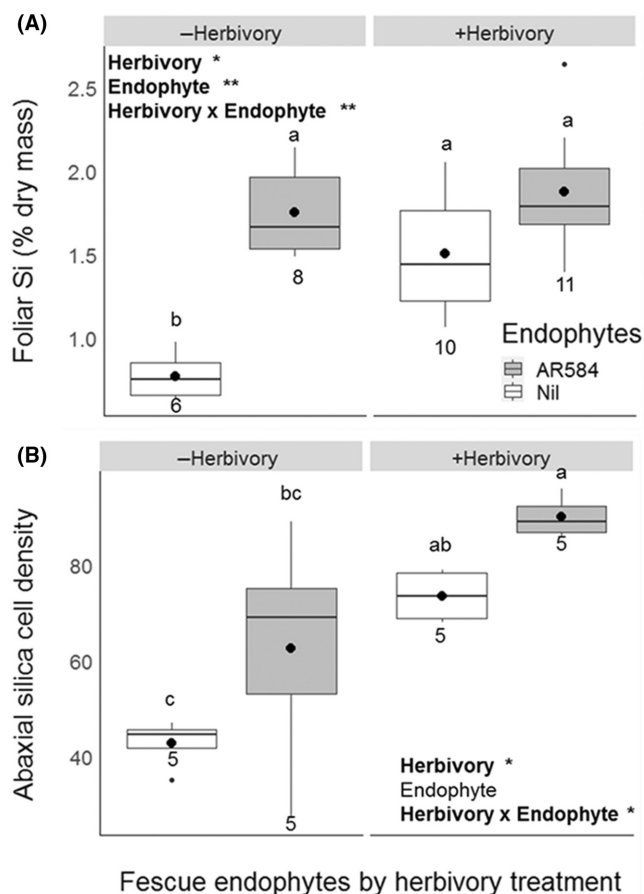 (A)
–Herbivory
+Herbivory
Herbivory *
Endophyte **
Herbivory x Endophyte **
Foliar Si (% dry mass)
2.5
2.0
1.5
1.0
b
6
a
8
a
10
a
11
Endophytes
AR584
Nil
(B)
–Herbivory
+Herbivory
Abaxial silica cell density
80
60
40
c
5
bc
5
ab
5
a
5
Herbivory *
Endophyte
Herbivory x Endophyte *
Fescue endophytes by herbivory treatment